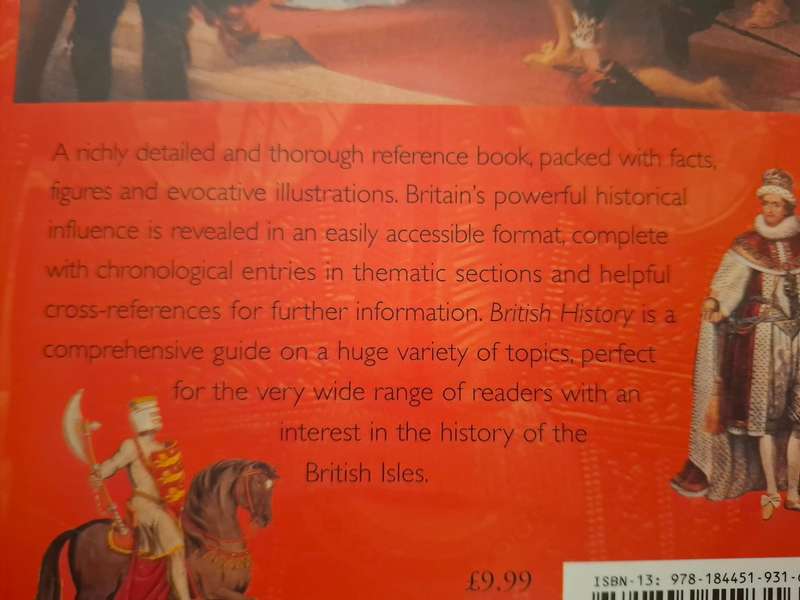 A richly detailed and thorough reference book, packed with facts,
figures and evocative illustrations. Britain's powerful historical
influence is revealed in an easily accessible format, complete
with chronological entries in thematic sections and helpful
cross-references for further information. British History is a
comprehensive guide on a huge variety of topics, perfect
for the very wide range of readers with an
interest in the history of the
British Isles.
£9.99
ISBN-13: 978-184451-931-